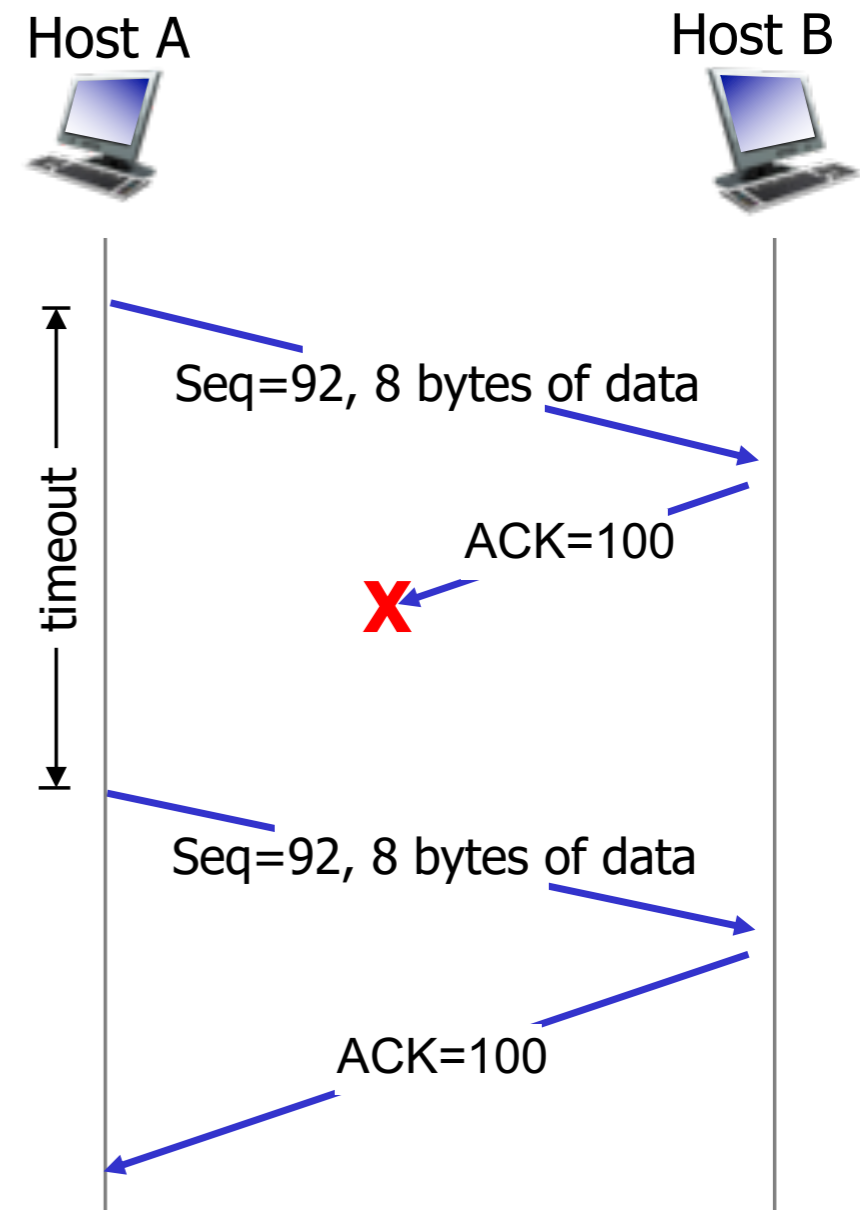 Host A
Host B
Seq=92, 8 bytes of data
ACK=100
X
timeout
Seq=92, 8 bytes of data
ACK=100